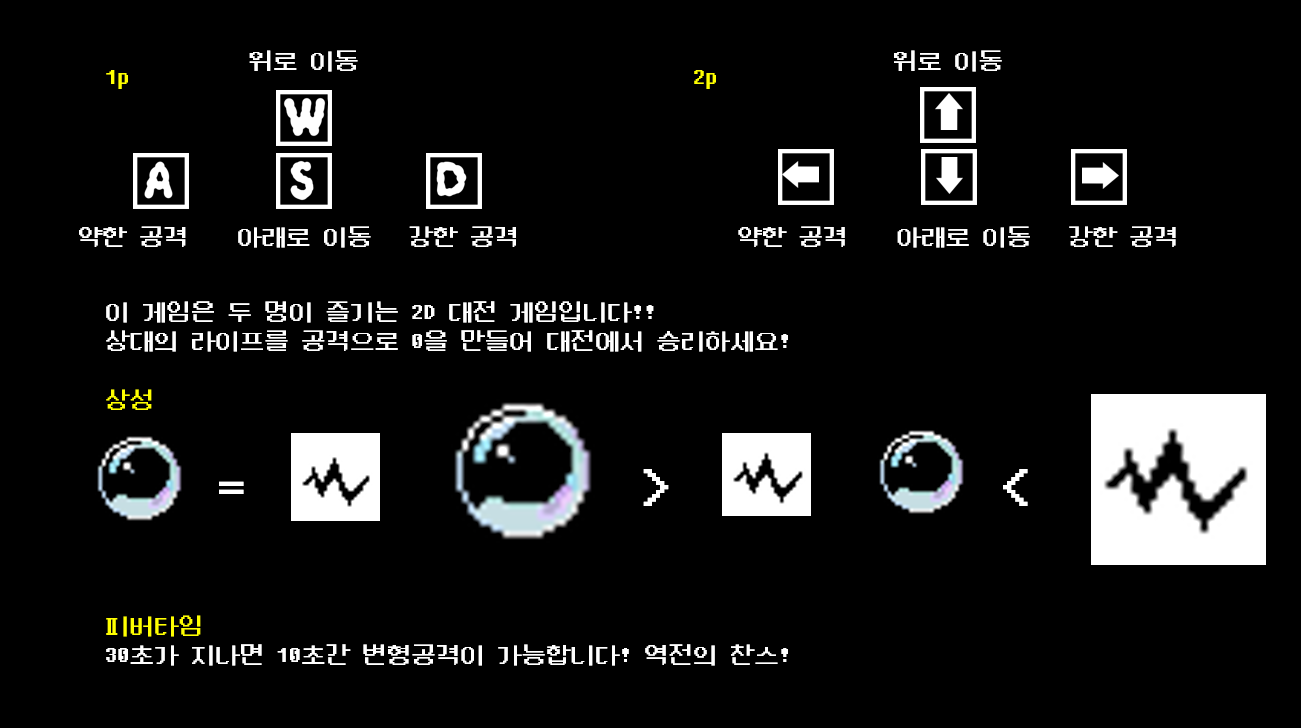 1p
위로 이동
W
A
S
D
약한 공격
아래로 이동
강한 공격
2p
위로 이동
약한 공격
아래로 이동
강한 공격
이 게임은 두 명이 즐기는 2D 대전 게임입니다!!
상대의 라이프를 공격으로 0을 만들어 대전에서 승리하세요!
상성
= > <
피버타임
30초가 지나면 10초간 변형공격이 가능합니다! 역전의 찬스!